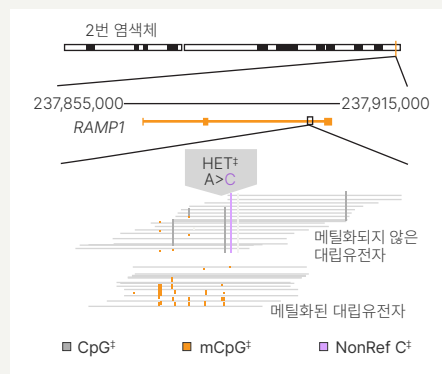 2번 염색체
237,855,000
237,915,000
RAMP1
HET‡
A>C
메틸화되지 않은
대립유전자
메틸화된 대립유전자
CpG‡
mCpG‡
NonRef C‡